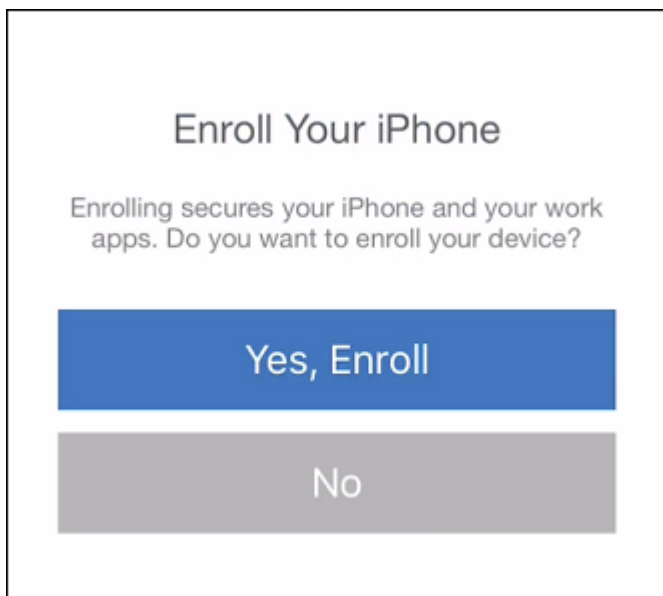 Enroll Your iPhone
Enrolling secures your iPhone and your work
apps. Do you want to enroll your device?
Yes, Enroll
No